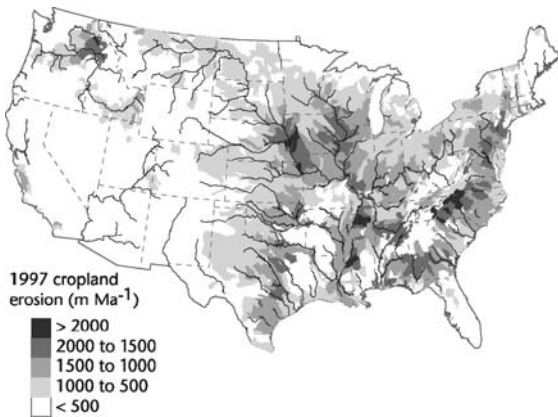 1997 cropland
erosion (m Ma⁻¹)
> 2000
2000 to 1500
1500 to 1000
1000 to 500
< 500